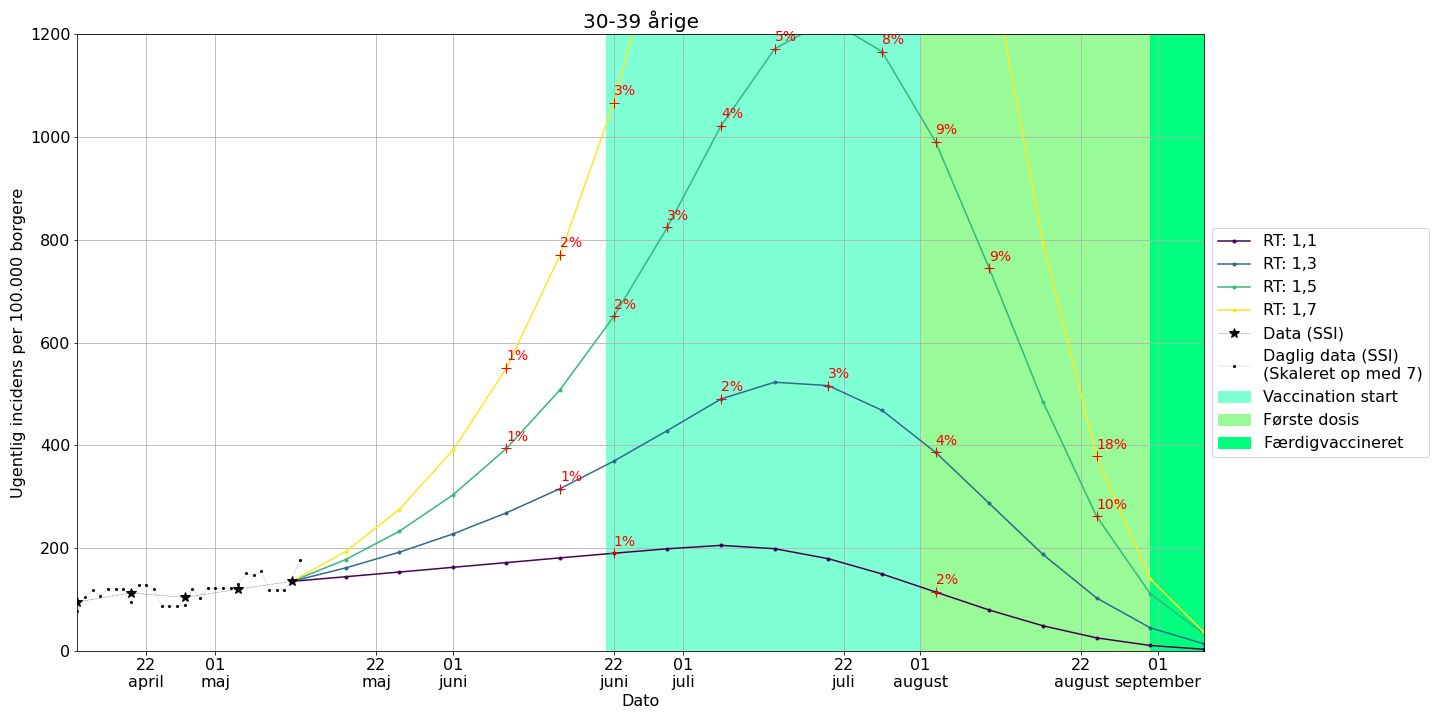 30-39 årige
Ugentlig incidens per 100.000 borgere
1200
1000
800
600
400
200
0
5%
8%
3%
4%
9%
3%
2%
9%
2%
1%
2%
3%
1%
4%
18%
1%
10%
1%
2%
22 april
01 maj
22 maj
01 juni
22 juni
01 juli
22 juli
01 august
22 august
01 september
Dato
RT: 1,1
RT: 1,3
RT: 1,5
RT: 1,7
Data (SSI)
Daglig data (SSI)
(Skaleret op med 7)
Vaccination start
Første dosis
Færdigvaccineret